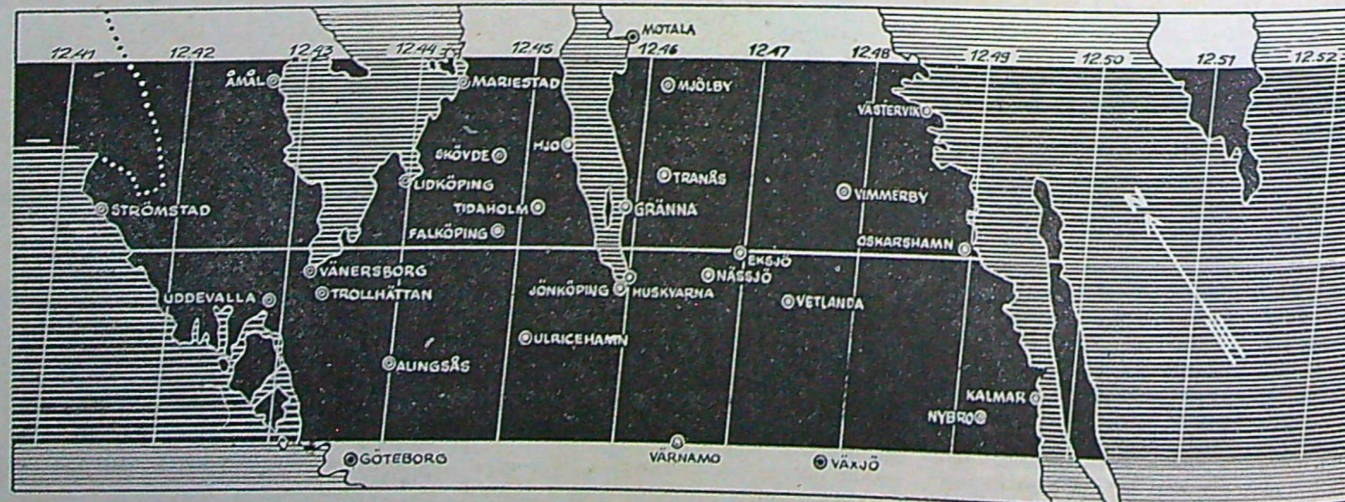 MOTALA
12.41 12.42 12.43 12.44 12.45 12.46 12.47 12.48 12.49 12.50 12.51 12.52
ÅMÅL
MARIESTAD
MJÖLBY
VÄSTERVIK
SKÖVDE
HJO
LIDKÖPING
TRANÅS
VIMMERBY
STRÖMSTAD
TIDAHOLM
GRÄNNA
N
FALKÖPING
OSKARSHAMN
EKSJÖ
VÄNERSBORG
NÄSSJÖ
TROLLHÄTTAN
JÖNKÖPING
HUSKVARNA
UDDEVALLA
VETLANDA
ULRICEHAMN
ALINGSÅS
KALMAR
NYBRO
GÖTEBORG
VÄRNAMO
VÄXJÖ